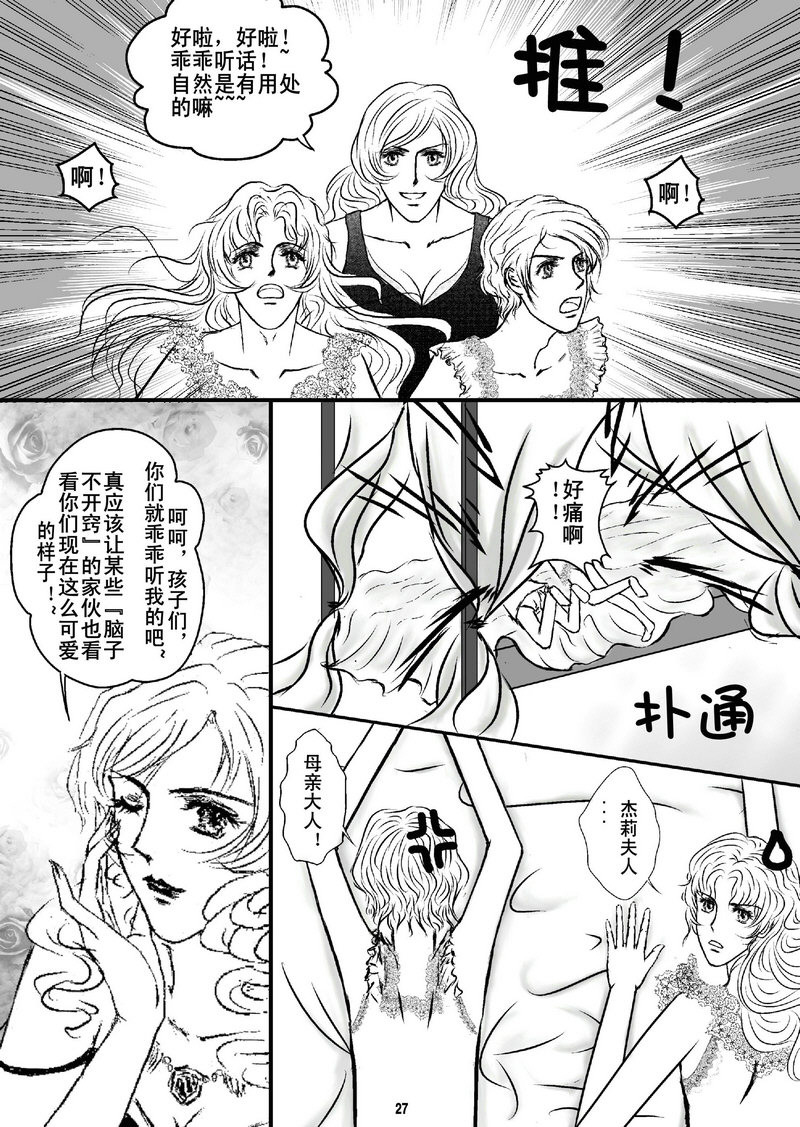 好啦，好啦！
乖乖听话！~
自然是有用处
的嘛~~~
推！
啊！
啊！
好痛啊
！！
扑通
呵呵，孩子们，
你们就乖乖听我的吧~
真应该让某些『脑子
不开窍』的家伙也看
看你们现在这么可爱
的样子！~
母亲大人！
杰莉夫人
...
27